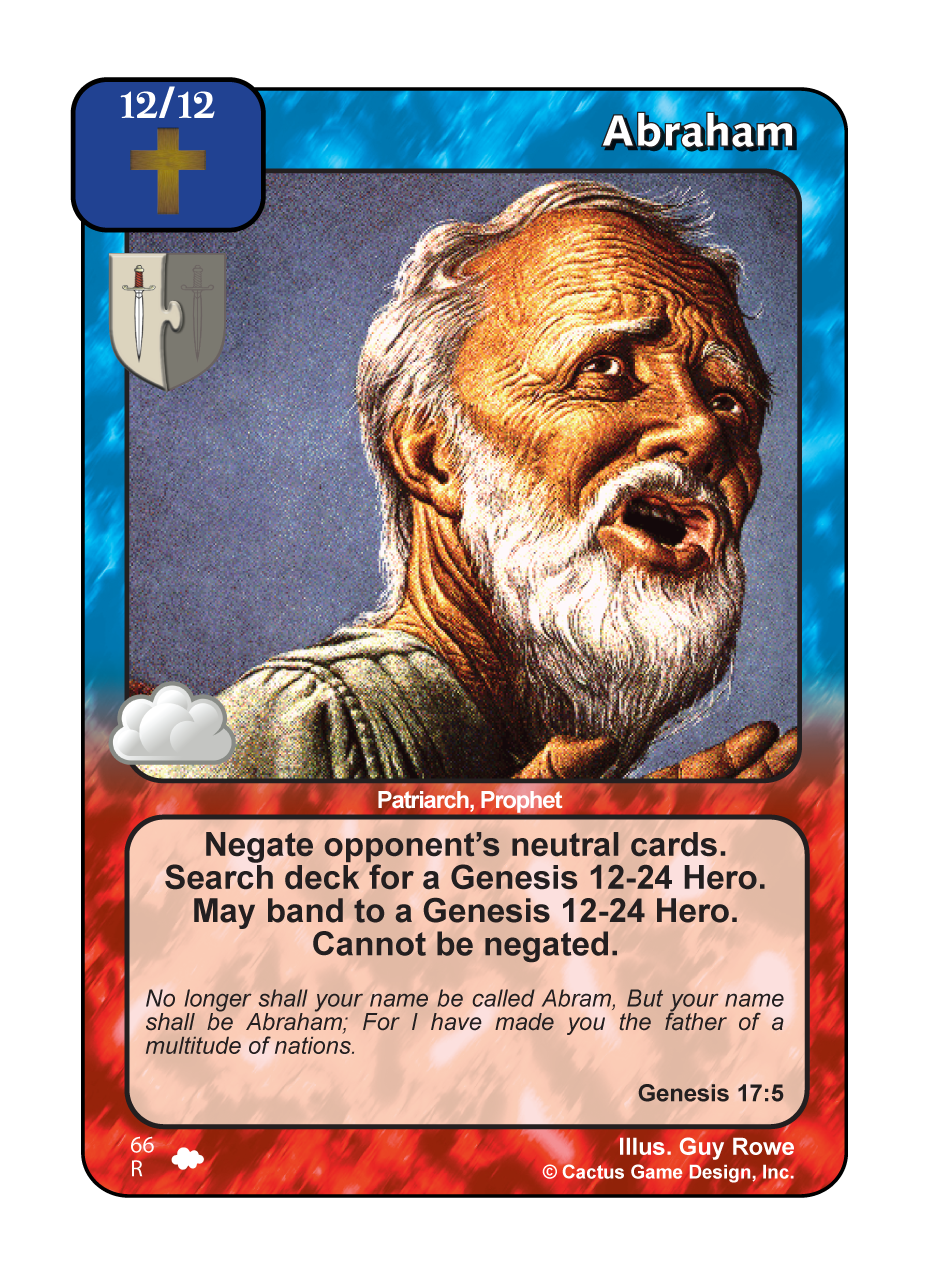 12/12
Abraham
Patriarch, Prophet
Negate opponent's neutral cards.
Search deck for a Genesis 12-24 Hero.
May band to a Genesis 12-24 Hero.
Cannot be negated.
No longer shall your name be called Abram, But your name
shall be Abraham; For I have made you the father of a
multitude of nations.
Genesis 17:5
66
R
Illus. Guy Rowe
© Cactus Game Design, Inc.